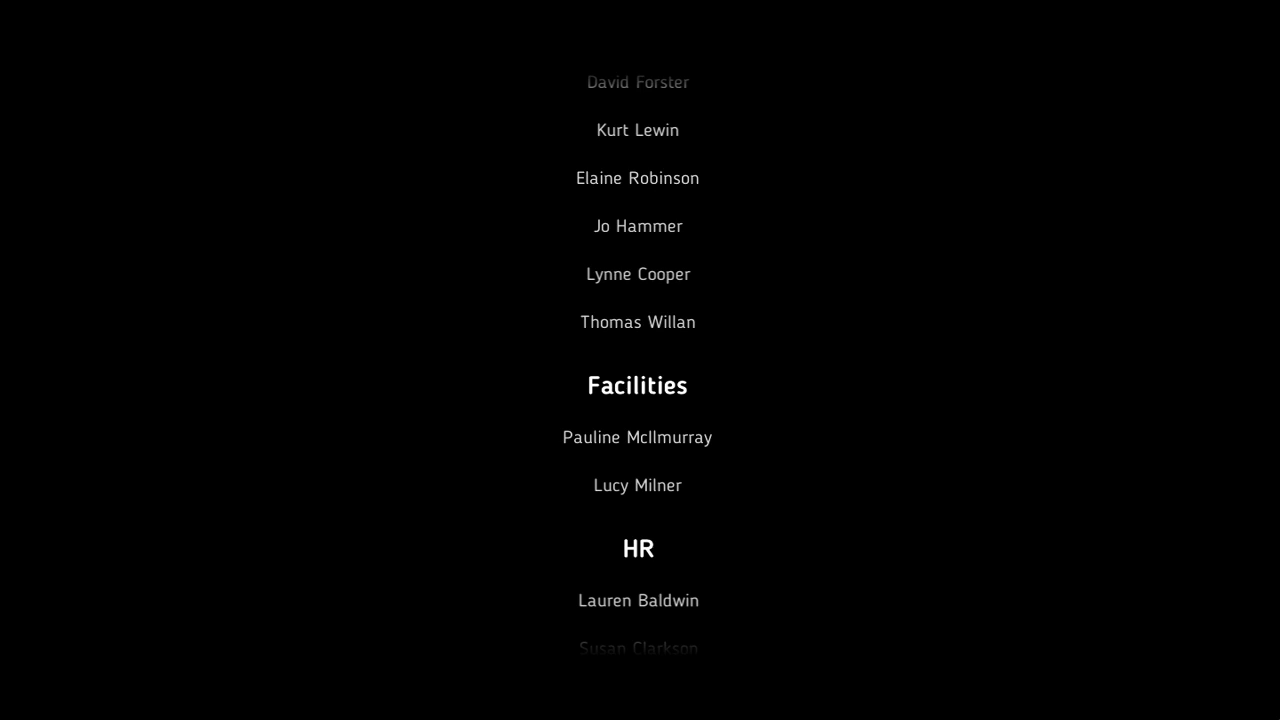 David Forster
Kurt Lewin
Elaine Robinson
Jo Hammer
Lynne Cooper
Thomas Willan
Facilities
Pauline McIlmurray
Lucy Milner
HR
Lauren Baldwin
Susan Clarkson